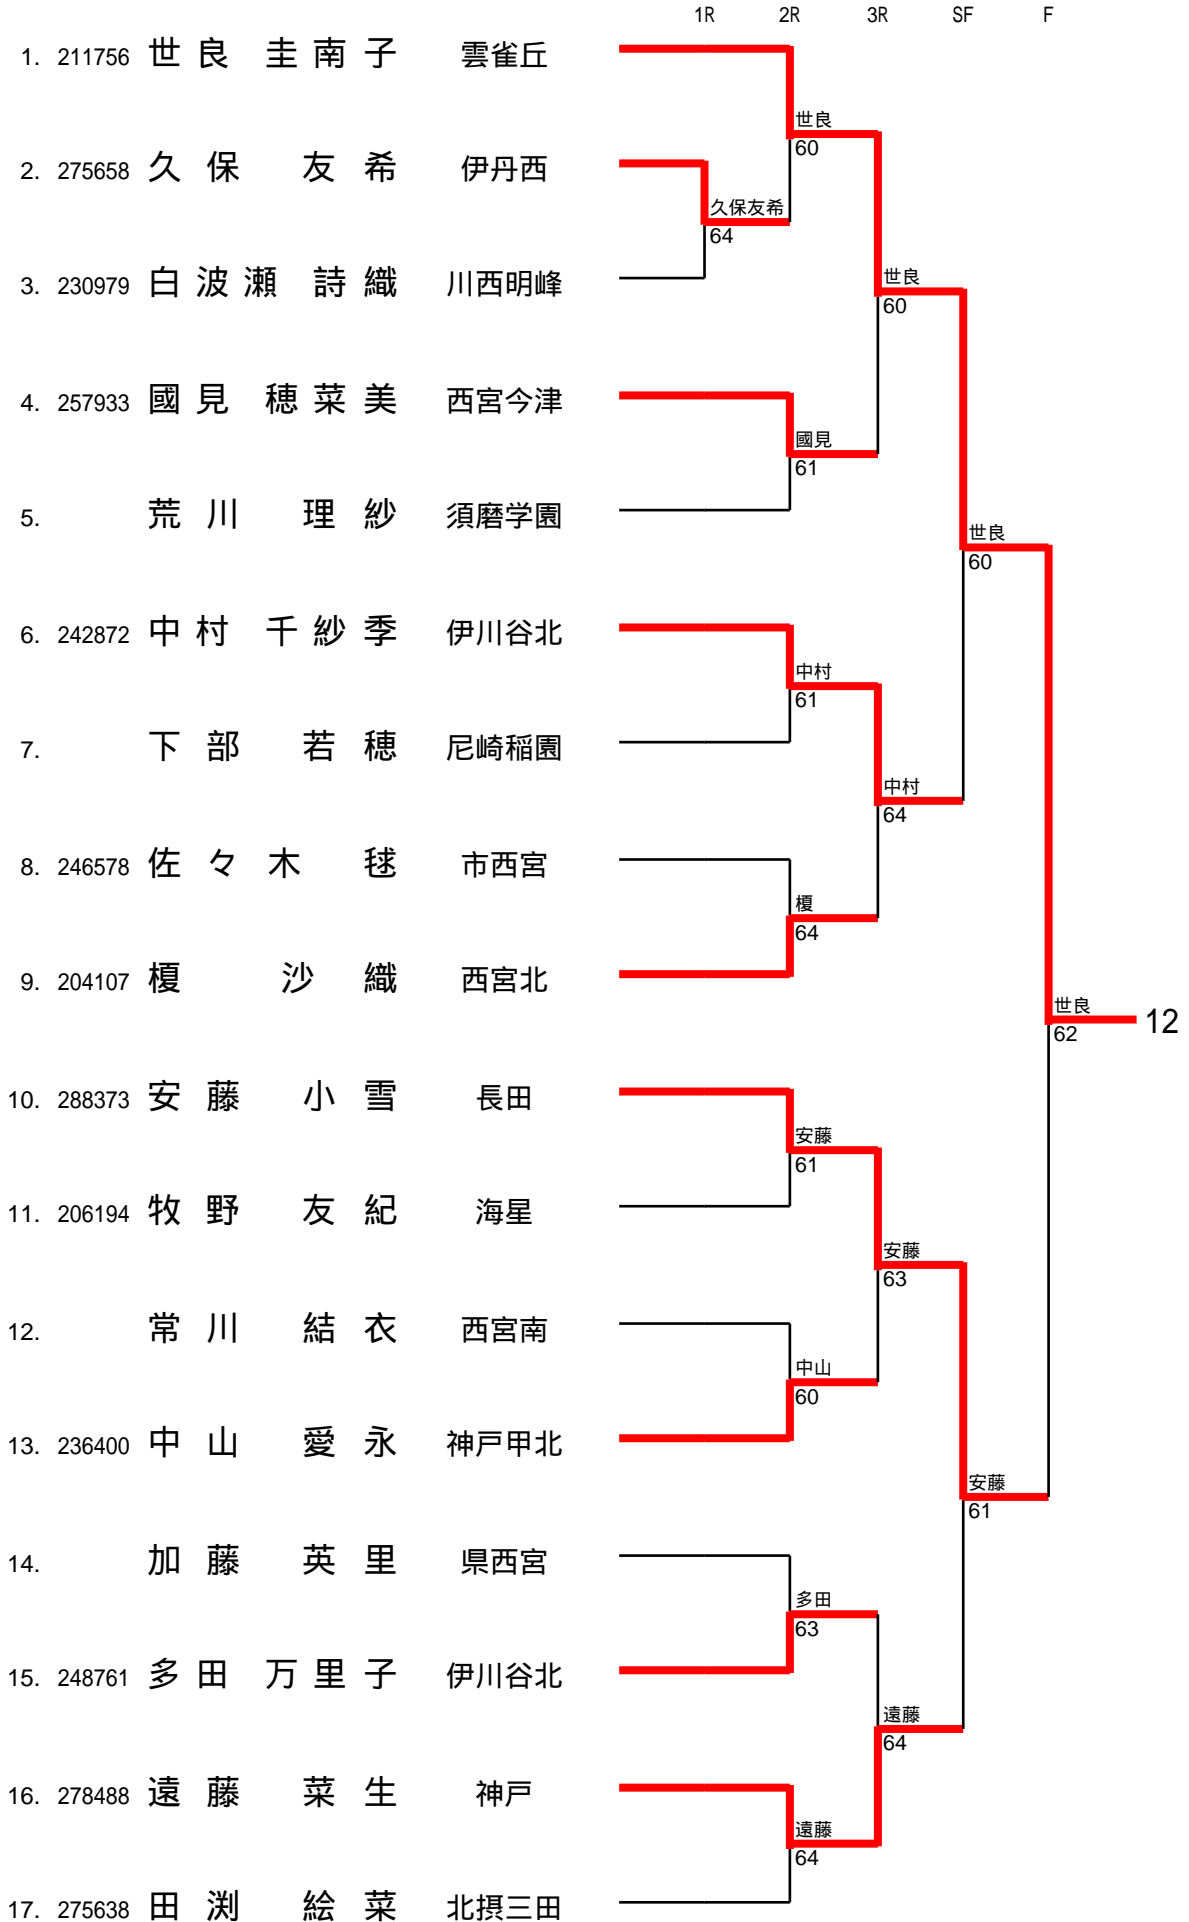 1R 2R 3R SF F
1. 211756 世良 圭南子 雲雀丘
世良
60
2. 275658 久保 友希 伊丹西
久保友希
64
3. 230979 白波瀬 詩織 川西明峰
世良
60
4. 257933 國見 穂菜美 西宮今津
國見
61
5. 荒川 理紗 須磨学園
世良
60
6. 242872 中村 千紗季 伊川谷北
中村
61
7. 下部 若穂 尼崎稲園
中村
64
8. 246578 佐々木 毬 市西宮
榎
64
9. 204107 榎 沙織 西宮北
世良
62
12
10. 288373 安藤 小雪 長田
安藤
61
11. 206194 牧野 友紀 海星
安藤
63
12. 常川 結衣 西宮南
中山
60
13. 236400 中山 愛永 神戸甲北
安藤
61
14. 加藤 英里 県西宮
多田
63
15. 248761 多田 万里子 伊川谷北
遠藤
64
16. 278488 遠藤 菜生 神戸
遠藤
64
17. 275638 田渕 絵菜 北摂三田